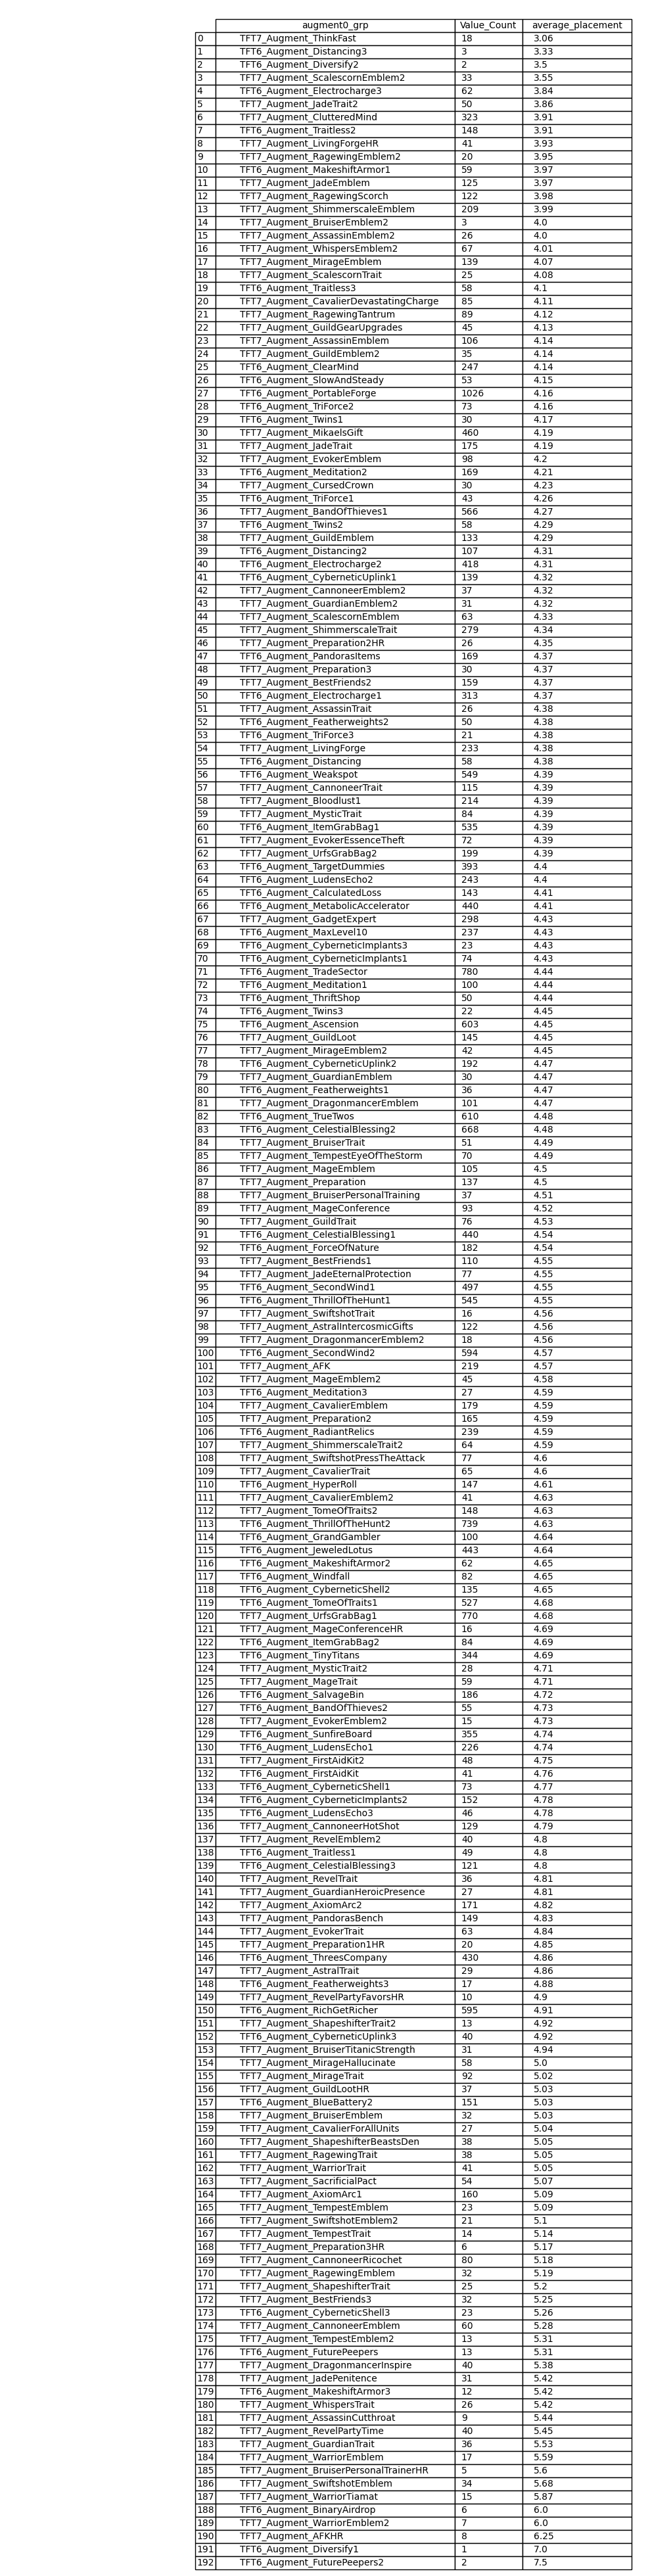 augment0_grp Value_Count average_placement
0 TFT7_Augment_ThinkFast 18 3.06
1 TFT6_Augment_Distancing3 3 3.33
2 TFT6_Augment_Diversify2 2 3.5
3 TFT7_Augment_ScalescornEmblem2 33 3.55
4 TFT6_Augment_Electrocharge3 62 3.84
5 TFT7_Augment_JadeTrait2 50 3.86
6 TFT7_Augment_ClutteredMind 323 3.91
7 TFT6_Augment_Traitless2 148 3.91
8 TFT7_Augment_LivingForgeHR 41 3.93
9 TFT7_Augment_RagewingEmblem2 20 3.95
10 TFT6_Augment_MakeshiftArmor1 59 3.97
11 TFT7_Augment_JadeEmblem 125 3.97
12 TFT7_Augment_RagewingScorch 122 3.98
13 TFT7_Augment_ShimmerscaleEmblem 209 3.99
14 TFT7_Augment_BruiserEmblem2 3 4.0
15 TFT7_Augment_AssassinEmblem2 26 4.0
16 TFT7_Augment_WhispersEmblem2 67 4.01
17 TFT7_Augment_MirageEmblem 139 4.07
18 TFT7_Augment_ScalescornTrait 25 4.08
19 TFT6_Augment_Traitless3 58 4.1
20 TFT7_Augment_CavalierDevastatingCharge 85 4.11
21 TFT7_Augment_RagewingTantrum 89 4.12
22 TFT7_Augment_GuildGearUpgrades 45 4.13
23 TFT7_Augment_AssassinEmblem 106 4.14
24 TFT7_Augment_GuildEmblem2 35 4.14
25 TFT6_Augment_ClearMind 247 4.14
26 TFT6_Augment_SlowAndSteady 53 4.15
27 TFT6_Augment_PortableForge 1026 4.16
28 TFT6_Augment_TriForce2 73 4.16
29 TFT6_Augment_Twins1 30 4.17
30 TFT7_Augment_MikaelsGift 460 4.19
31 TFT7_Augment_JadeTrait 175 4.19
32 TFT7_Augment_EvokerEmblem 98 4.2
33 TFT6_Augment_Meditation2 169 4.21
34 TFT7_Augment_CursedCrown 30 4.23
35 TFT6_Augment_TriForce1 43 4.26
36 TFT7_Augment_BandOfThieves1 566 4.27
37 TFT6_Augment_Twins2 58 4.29
38 TFT7_Augment_GuildEmblem 133 4.29
39 TFT6_Augment_Distancing2 107 4.31
40 TFT6_Augment_Electrocharge2 418 4.31
41 TFT6_Augment_CyberneticUplink1 139 4.32
42 TFT7_Augment_CannoneerEmblem2 37 4.32
43 TFT7_Augment_GuardianEmblem2 31 4.32
44 TFT7_Augment_ScalescornEmblem 63 4.33
45 TFT7_Augment_ShimmerscaleTrait 279 4.34
46 TFT7_Augment_Preparation2HR 26 4.35
47 TFT6_Augment_PandorasItems 169 4.37
48 TFT7_Augment_Preparation3 30 4.37
49 TFT7_Augment_BestFriends2 159 4.37
50 TFT6_Augment_Electrocharge1 313 4.37
51 TFT7_Augment_AssassinTrait 26 4.38
52 TFT6_Augment_Featherweights2 50 4.38
53 TFT6_Augment_TriForce3 21 4.38
54 TFT7_Augment_LivingForge 233 4.38
55 TFT6_Augment_Distancing 58 4.38
56 TFT6_Augment_Weakspot 549 4.39
57 TFT7_Augment_CannoneerTrait 115 4.39
58 TFT7_Augment_Bloodlust1 214 4.39
59 TFT7_Augment_MysticTrait 84 4.39
60 TFT6_Augment_ItemGrabBag1 535 4.39
61 TFT7_Augment_EvokerEssenceTheft 72 4.39
62 TFT7_Augment_UrfsGrabBag2 199 4.39
63 TFT6_Augment_TargetDummies 393 4.4
64 TFT6_Augment_LudensEcho2 243 4.4
65 TFT6_Augment_CalculatedLoss 143 4.41
66 TFT6_Augment_MetabolicAccelerator 440 4.41
67 TFT7_Augment_GadgetExpert 298 4.43
68 TFT6_Augment_MaxLevel10 237 4.43
69 TFT6_Augment_CyberneticImplants3 23 4.43
70 TFT6_Augment_CyberneticImplants1 74 4.43
71 TFT6_Augment_TradeSector 780 4.44
72 TFT6_Augment_Meditation1 100 4.44
73 TFT6_Augment_ThriftShop 50 4.44
74 TFT6_Augment_Twins3 22 4.45
75 TFT6_Augment_Ascension 603 4.45
76 TFT7_Augment_GuildLoot 145 4.45
77 TFT7_Augment_MirageEmblem2 42 4.45
78 TFT6_Augment_CyberneticUplink2 192 4.47
79 TFT7_Augment_GuardianEmblem 30 4.47
80 TFT6_Augment_Featherweights1 36 4.47
81 TFT7_Augment_DragonmancerEmblem 101 4.47
82 TFT6_Augment_TrueTwos 610 4.48
83 TFT6_Augment_CelestialBlessing2 668 4.48
84 TFT7_Augment_BruiserTrait 51 4.49
85 TFT7_Augment_TempestEyeOfTheStorm 70 4.49
86 TFT7_Augment_MageEmblem 105 4.5
87 TFT7_Augment_Preparation 137 4.5
88 TFT7_Augment_BruiserPersonalTraining 37 4.51
89 TFT7_Augment_MageConference 93 4.52
90 TFT7_Augment_GuildTrait 76 4.53
91 TFT6_Augment_CelestialBlessing1 440 4.54
92 TFT6_Augment_ForceOfNature 182 4.54
93 TFT7_Augment_BestFriends1 110 4.55
94 TFT7_Augment_JadeEternalProtection 77 4.55
95 TFT6_Augment_SecondWind1 497 4.55
96 TFT6_Augment_ThrillOfTheHunt1 545 4.55
97 TFT7_Augment_SwiftshotTrait 16 4.56
98 TFT7_Augment_AstralIntercosmicGifts 122 4.56
99 TFT7_Augment_DragonmancerEmblem2 18 4.56
100 TFT6_Augment_SecondWind2 594 4.57
101 TFT7_Augment_AFK 219 4.57
102 TFT7_Augment_MageEmblem2 45 4.58
103 TFT6_Augment_Meditation3 27 4.59
104 TFT7_Augment_CavalierEmblem 179 4.59
105 TFT7_Augment_Preparation2 165 4.59
106 TFT6_Augment_RadiantRelics 239 4.59
107 TFT7_Augment_ShimmerscaleTrait2 64 4.59
108 TFT7_Augment_SwiftshotPressTheAttack 77 4.6
109 TFT7_Augment_CavalierTrait 65 4.6
110 TFT6_Augment_HyperRoll 147 4.61
111 TFT7_Augment_CavalierEmblem2 41 4.63
112 TFT7_Augment_TomeOfTraits2 148 4.63
113 TFT6_Augment_ThrillOfTheHunt2 739 4.63
114 TFT6_Augment_GrandGambler 100 4.64
115 TFT6_Augment_JeweledLotus 443 4.64
116 TFT6_Augment_MakeshiftArmor2 62 4.65
117 TFT6_Augment_Windfall 82 4.65
118 TFT6_Augment_CyberneticShell2 135 4.65
119 TFT6_Augment_TomeOfTraits1 527 4.68
120 TFT7_Augment_UrfsGrabBag1 770 4.68
121 TFT7_Augment_MageConferenceHR 16 4.69
122 TFT6_Augment_ItemGrabBag2 84 4.69
123 TFT6_Augment_TinyTitans 344 4.69
124 TFT7_Augment_MysticTrait2 28 4.71
125 TFT7_Augment_MageTrait 59 4.71
126 TFT6_Augment_SalvageBin 186 4.72
127 TFT6_Augment_BandOfThieves2 55 4.73
128 TFT7_Augment_EvokerEmblem2 15 4.73
129 TFT6_Augment_SunfireBoard 355 4.74
130 TFT6_Augment_LudensEcho1 226 4.74
131 TFT7_Augment_FirstAidKit2 48 4.75
132 TFT6_Augment_FirstAidKit 41 4.76
133 TFT6_Augment_CyberneticShell1 73 4.77
134 TFT6_Augment_CyberneticImplants2 152 4.78
135 TFT6_Augment_LudensEcho3 46 4.78
136 TFT7_Augment_CannoneerHotShot 129 4.79
137 TFT7_Augment_RevelEmblem2 40 4.8
138 TFT6_Augment_Traitless1 49 4.8
139 TFT6_Augment_CelestialBlessing3 121 4.8
140 TFT7_Augment_RevelTrait 36 4.81
141 TFT7_Augment_GuardianHeroicPresence 27 4.81
142 TFT7_Augment_AxiomArc2 171 4.82
143 TFT7_Augment_PandorasBench 149 4.83
144 TFT7_Augment_EvokerTrait 63 4.84
145 TFT7_Augment_Preparation1HR 20 4.85
146 TFT6_Augment_ThreesCompany 430 4.86
147 TFT7_Augment_AstralTrait 29 4.86
148 TFT6_Augment_Featherweights3 17 4.88
149 TFT7_Augment_RevelPartyFavorsHR 10 4.9
150 TFT6_Augment_RichGetRicher 595 4.91
151 TFT7_Augment_ShapeshifterTrait2 13 4.92
152 TFT6_Augment_CyberneticUplink3 40 4.92
153 TFT7_Augment_BruiserTitanicStrength 31 4.94
154 TFT7_Augment_MirageHallucinate 58 5.0
155 TFT7_Augment_MirageTrait 92 5.02
156 TFT7_Augment_GuildLootHR 37 5.03
157 TFT6_Augment_BlueBattery2 151 5.03
158 TFT7_Augment_BruiserEmblem 32 5.03
159 TFT7_Augment_CavalierForAllUnits 27 5.04
160 TFT7_Augment_ShapeshifterBeastsDen 38 5.05
161 TFT7_Augment_RagewingTrait 38 5.05
162 TFT7_Augment_WarriorTrait 41 5.05
163 TFT7_Augment_SacrificialPact 54 5.07
164 TFT7_Augment_AxiomArc1 160 5.09
165 TFT7_Augment_TempestEmblem 23 5.09
166 TFT7_Augment_SwiftshotEmblem2 21 5.1
167 TFT7_Augment_TempestTrait 14 5.14
168 TFT7_Augment_Preparation3HR 6 5.17
169 TFT7_Augment_CannoneerRicochet 80 5.18
170 TFT7_Augment_RagewingEmblem 32 5.19
171 TFT7_Augment_ShapeshifterTrait 25 5.2
172 TFT7_Augment_BestFriends3 32 5.25
173 TFT6_Augment_CyberneticShell3 23 5.26
174 TFT7_Augment_CannoneerEmblem 60 5.28
175 TFT7_Augment_TempestEmblem2 13 5.31
176 TFT6_Augment_FuturePeepers 13 5.31
177 TFT7_Augment_DragonmancerInspire 40 5.38
178 TFT7_Augment_JadePenitence 31 5.42
179 TFT6_Augment_MakeshiftArmor3 12 5.42
180 TFT7_Augment_WhispersTrait 26 5.42
181 TFT7_Augment_AssassinCutthroat 9 5.44
182 TFT7_Augment_RevelPartyTime 40 5.45
183 TFT7_Augment_GuardianTrait 36 5.53
184 TFT7_Augment_WarriorEmblem 17 5.59
185 TFT7_Augment_BruiserPersonalTrainerHR 5 5.6
186 TFT7_Augment_SwiftshotEmblem 34 5.68
187 TFT7_Augment_WarriorTiamat 15 5.87
188 TFT6_Augment_BinaryAirdrop 6 6.0
189 TFT7_Augment_WarriorEmblem2 7 6.0
190 TFT7_Augment_AFKHR 8 6.25
191 TFT6_Augment_Diversify1 1 7.0
192 TFT6_Augment_FuturePeepers2 2 7.5